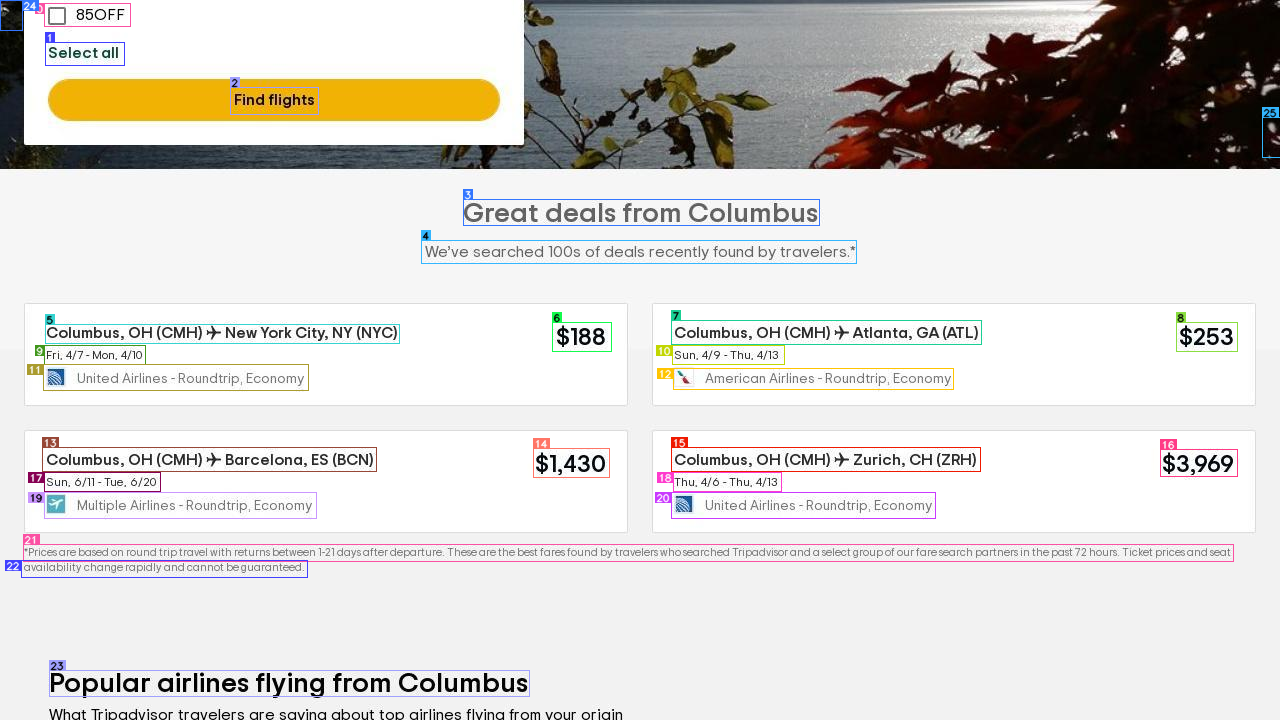 24
0
85OFF
1
Select all
2
Find flights
25
3
Great deals from Columbus
4
We've searched 100s of deals recently found by travelers.*
5
Columbus, OH (CMH) ✈ New York City, NY (NYC)
6
$188
9
Fri, 4/7 - Mon, 4/10
11
United Airlines - Roundtrip, Economy
7
Columbus, OH (CMH) ✈ Atlanta, GA (ATL)
8
$253
10
Sun, 4/9 - Thu, 4/13
12
American Airlines - Roundtrip, Economy
13
Columbus, OH (CMH) ✈ Barcelona, ES (BCN)
14
$1,430
17
Sun, 6/11 - Tue, 6/20
19
Multiple Airlines - Roundtrip, Economy
15
Columbus, OH (CMH) ✈ Zurich, CH (ZRH)
16
$3,969
18
Thu, 4/6 - Thu, 4/13
20
United Airlines - Roundtrip, Economy
21
*Prices are based on round trip travel with returns between 1-21 days after departure. These are the best fares found by travelers who searched Tripadvisor and a select group of our fare search partners in the past 72 hours. Ticket prices and seat
22
availability change rapidly and cannot be guaranteed.
23
Popular airlines flying from Columbus
What Tripadvisor travelers are saying about top airlines flying from your origin